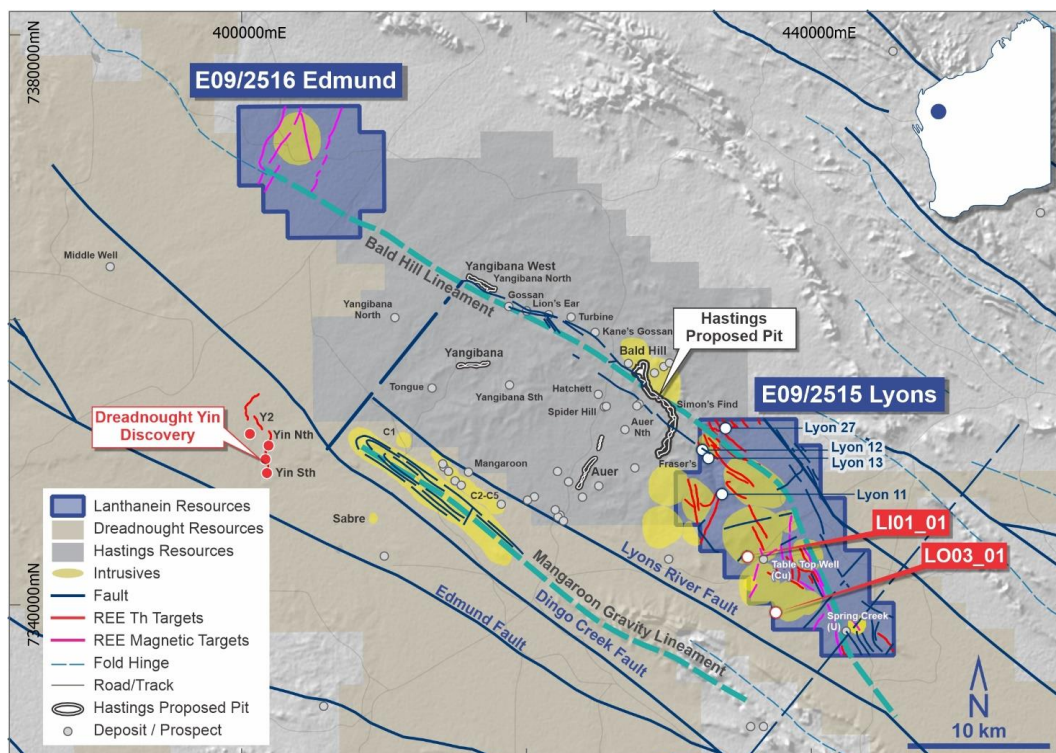 400000mE
440000mE
7380000mN
7340000mN
E09/2516 Edmund
Middle Well
Bald Hill Lineament
Yangibana West
Yangibana North
Gossan
Lion's Ear
Turbine
Kane's Gossan
Yangibana
North
Hastings
Proposed Pit
Bald Hill
Yangibana
Tongue
Yangibana Sth
Hatchett
Spider Hill
Simon's Find
Auer
Nth
E09/2515 Lyons
Lyon 27
Lyon 12
Lyon 13
Lyon 11
Fraser's
Auer
Dreadnought Yin
Discovery
Y2
Yin Nth
Yin Sth
C1
Mangaroon
C2-C5
Sabre
LI01_01
LO03_01
Table Top Well
(Cu)
Spring Creek
(U)
Lyons River Fault
Mangaroon Gravity Lineament
Dingo Creek Fault
Edmund Fault
Lanthanein Resources
Dreadnought Resources
Hastings Resources
Intrusives
Fault
REE Th Targets
REE Magnetic Targets
Fold Hinge
Road/Track
Hastings Proposed Pit
Deposit / Prospect
N
10 km